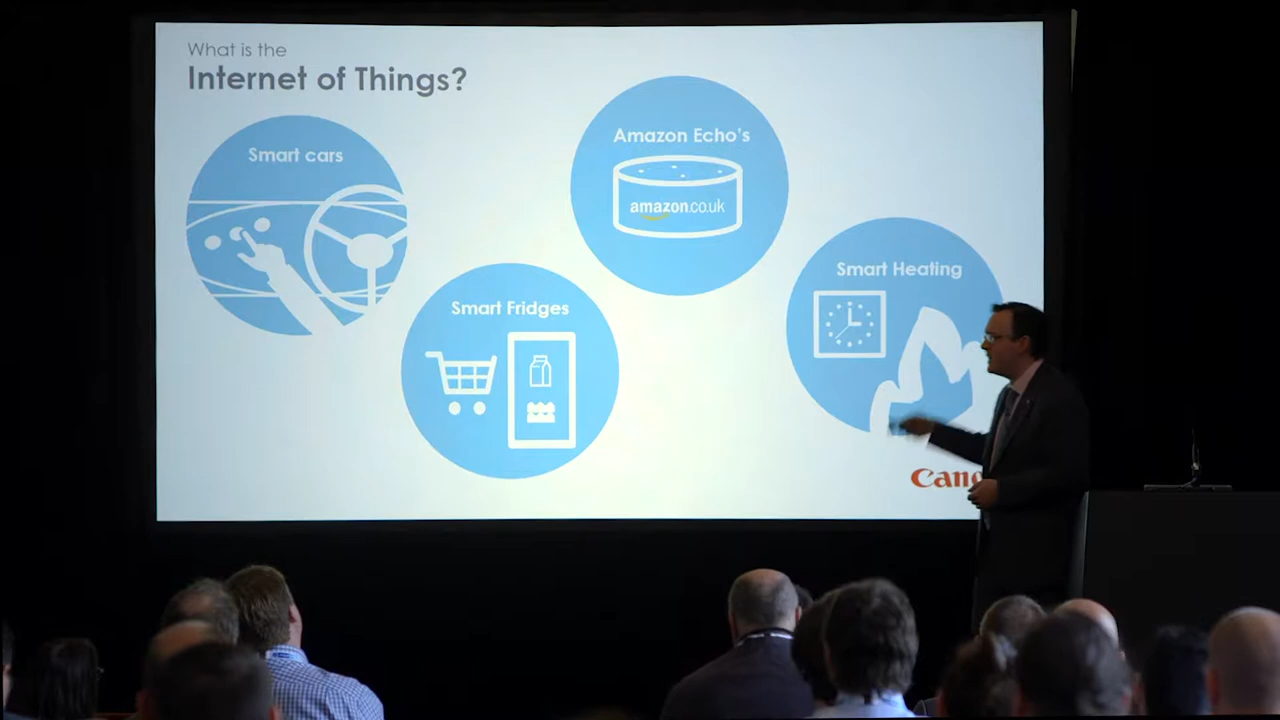 What is the
Internet of Things?
Smart cars
Amazon Echo's
amazon.co.uk
Smart Heating
Smart Fridges